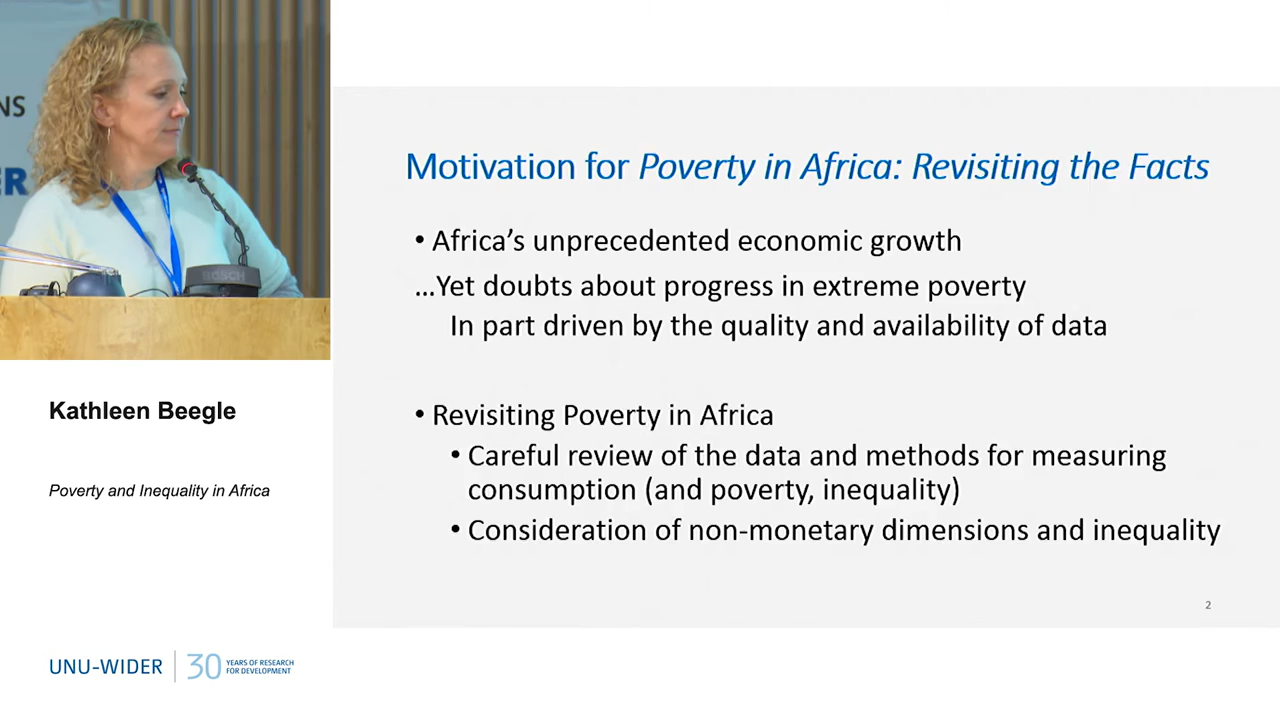 NS
ER
BOSCH
Motivation for Poverty in Africa: Revisiting the Facts
• Africa’s unprecedented economic growth
…Yet doubts about progress in extreme poverty
In part driven by the quality and availability of data
• Revisiting Poverty in Africa
• Careful review of the data and methods for measuring
consumption (and poverty, inequality)
• Consideration of non-monetary dimensions and inequality
2
Kathleen Beegle
Poverty and Inequality in Africa
UNU-WIDER
30 YEARS OF RESEARCH
FOR DEVELOPMENT